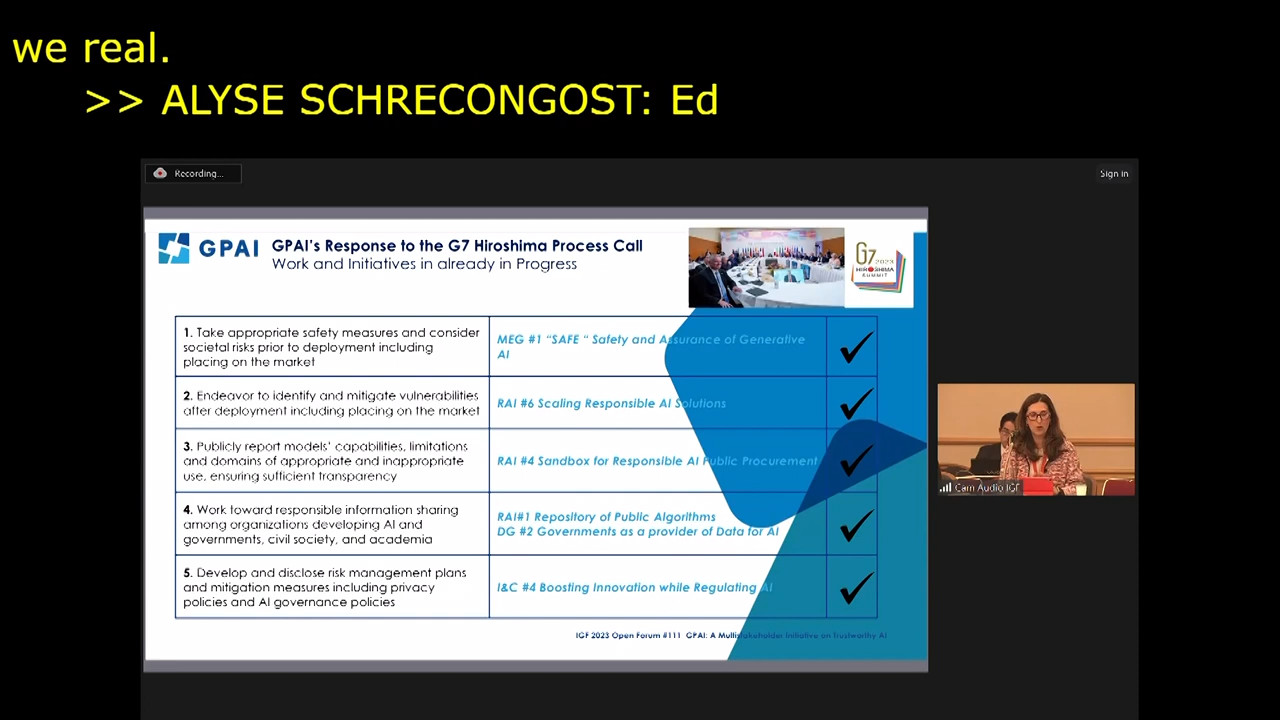 we real.
>> ALYSE SCHRECONGOST: Ed
Recording...
Sign in
GPAI
GPAI's Response to the G7 Hiroshima Process Call
Work and Initiatives in already in Progress
G7 2023
HIROSHIMA
SUMMIT
1. Take appropriate safety measures and consider
societal risks prior to deployment including
placing on the market
MEG #1 "SAFE " Safety and Assurance of Generative
AI
2. Endeavor to identify and mitigate vulnerabilities
after deployment including placing on the market
RAI #6 Scaling Responsible AI Solutions
3. Publicly report models' capabilities, limitations
and domains of appropriate and inappropriate
use, ensuring sufficient transparency
RAI #4 Sandbox for Responsible AI Public Procurement
4. Work toward responsible information sharing
among organizations developing AI and
governments, civil society, and academia
RAI#1 Repository of Public Algorithms
DG #2 Governments as a provider of Data for AI
5. Develop and disclose risk management plans
and mitigation measures including privacy
policies and AI governance policies
I&C #4 Boosting Innovation while Regulating AI
IGF 2023 Open Forum #111 GPAI: A Multistakeholder Initiative on Trustworthy AI
Cam Audio IGF